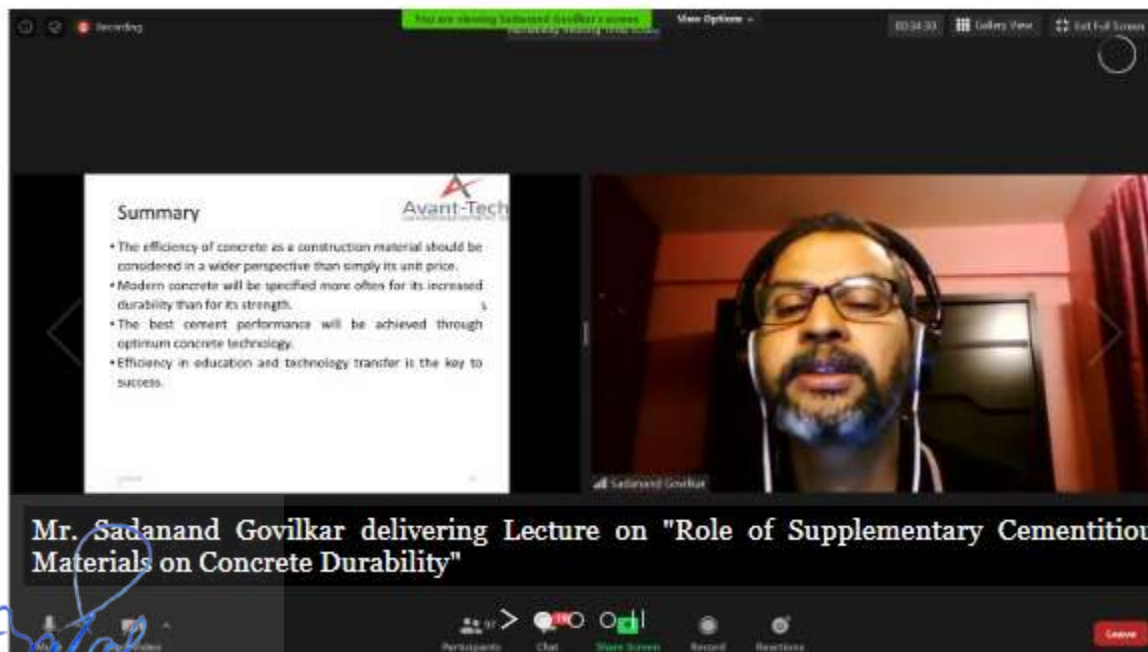 Recording
You are viewing Sadanand Govilkar's screen
View Options
00:34:30
Gallery View
Exit Full Screen
Avant-Tech
Summary
• The efficiency of concrete as a construction material should be
considered in a wider perspective than simply its unit price.
• Modern concrete will be specified more often for its increased
durability than for its strength.
• The best cement performance will be achieved through
optimum concrete technology.
• Efficiency in education and technology transfer is the key to
success.
Sadanand Govilkar
Mr. Sadanand Govilkar delivering Lecture on "Role of Supplementary Cementitiou
Materials on Concrete Durability"
Participants
Chat
Share Screen
Record
Reactions
Leave